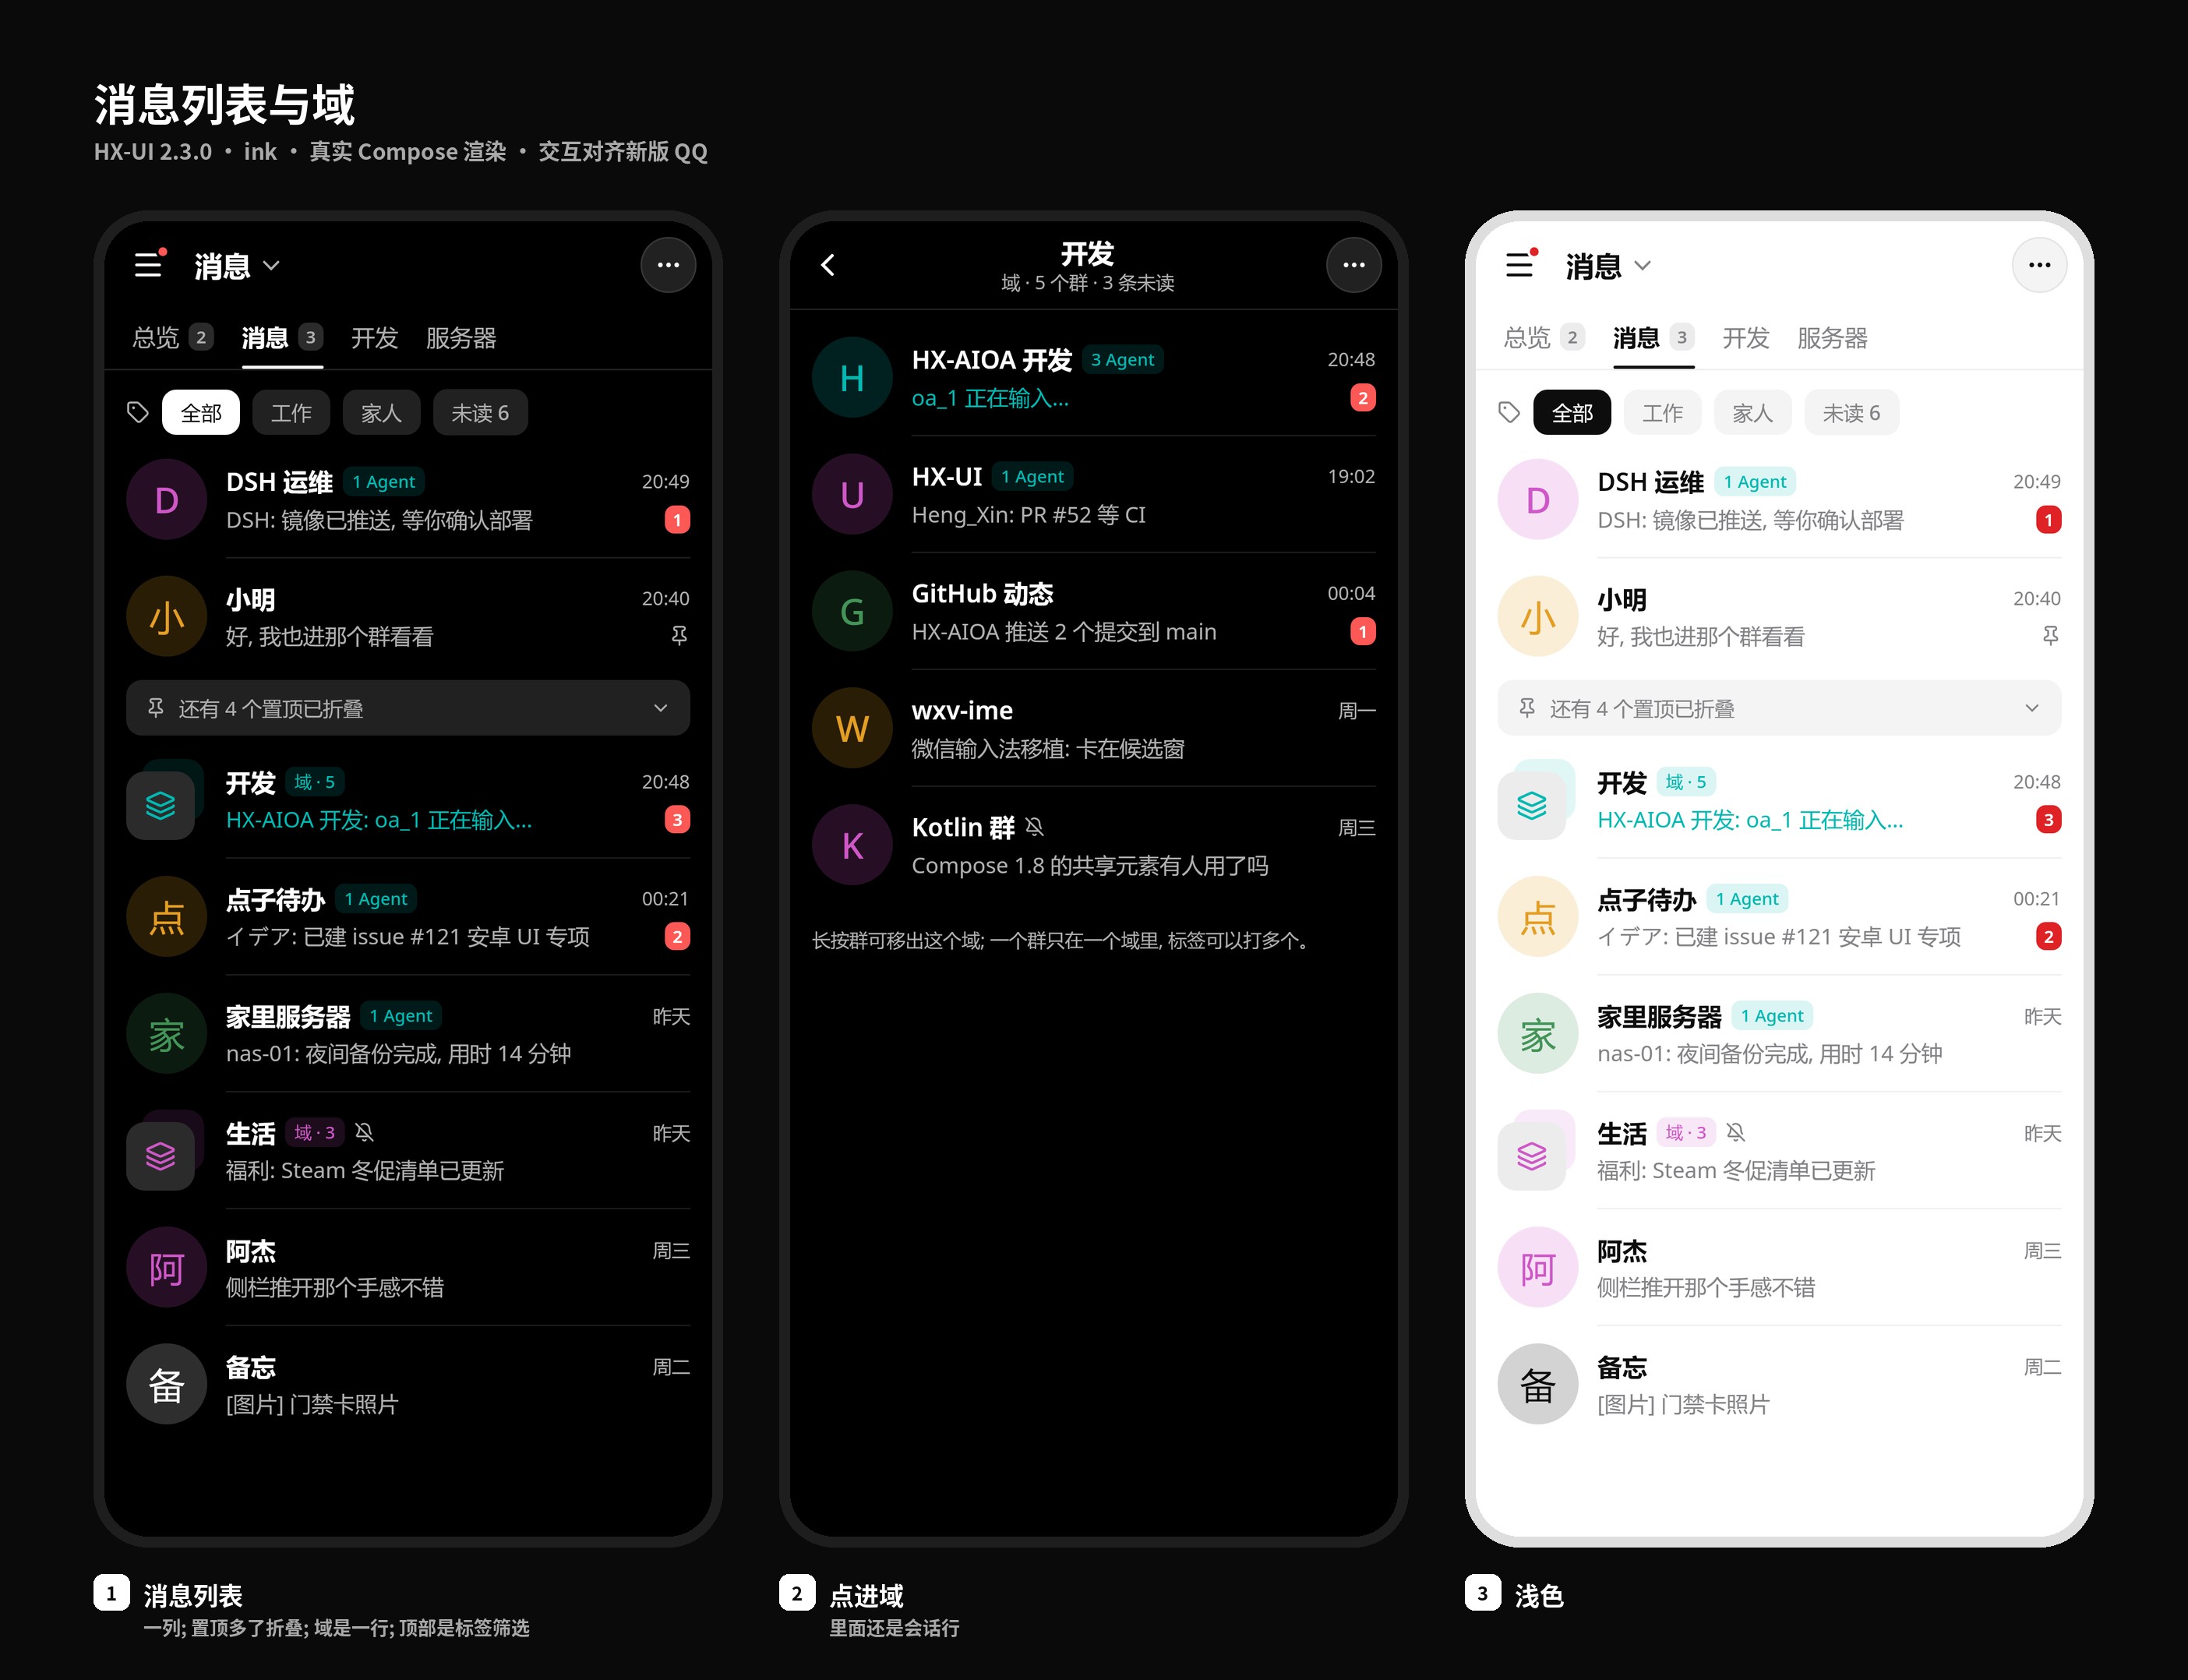 消息列表与域
HX-UI 2.3.0 · ink · 真实 Compose 渲染 · 交互对齐新版 QQ
消息
总览 2 消息 3 开发 服务器
全部 工作 家人 未读 6
D DSH 运维 1 Agent 20:49
DSH: 镜像已推送, 等你确认部署 1
小 小明 20:40
好, 我也进那个群看看
还有 4 个置顶已折叠
开发 域 · 5 20:48
HX-AIOA 开发: oa_1 正在输入... 3
点 点子待办 1 Agent 00:21
イデア: 已建 issue #121 安卓 UI 专项 2
家 家里服务器 1 Agent 昨天
nas-01: 夜间备份完成, 用时 14 分钟
生活 域 · 3 昨天
福利: Steam 冬促清单已更新
阿 阿杰 周三
侧栏推开那个手感不错
备 备忘 周二
[图片] 门禁卡照片
1 消息列表
一列; 置顶多了折叠; 域是一行; 顶部是标签筛选
开发
域 · 5 个群 · 3 条未读
H HX-AIOA 开发 3 Agent 20:48
oa_1 正在输入... 2
U HX-UI 1 Agent 19:02
Heng_Xin: PR #52 等 CI
G GitHub 动态 00:04
HX-AIOA 推送 2 个提交到 main 1
W wxv-ime 周一
微信输入法移植: 卡在候选窗
K Kotlin 群 周三
Compose 1.8 的共享元素有人用了吗
长按群可移出这个域; 一个群只在一个域里, 标签可以打多个。
2 点进域
里面还是会话行
消息
总览 2 消息 3 开发 服务器
全部 工作 家人 未读 6
D DSH 运维 1 Agent 20:49
DSH: 镜像已推送, 等你确认部署 1
小 小明 20:40
好, 我也进那个群看看
还有 4 个置顶已折叠
开发 域 · 5 20:48
HX-AIOA 开发: oa_1 正在输入... 3
点 点子待办 1 Agent 00:21
イデア: 已建 issue #121 安卓 UI 专项 2
家 家里服务器 1 Agent 昨天
nas-01: 夜间备份完成, 用时 14 分钟
生活 域 · 3 昨天
福利: Steam 冬促清单已更新
阿 阿杰 周三
侧栏推开那个手感不错
备 备忘 周二
[图片] 门禁卡照片
3 浅色